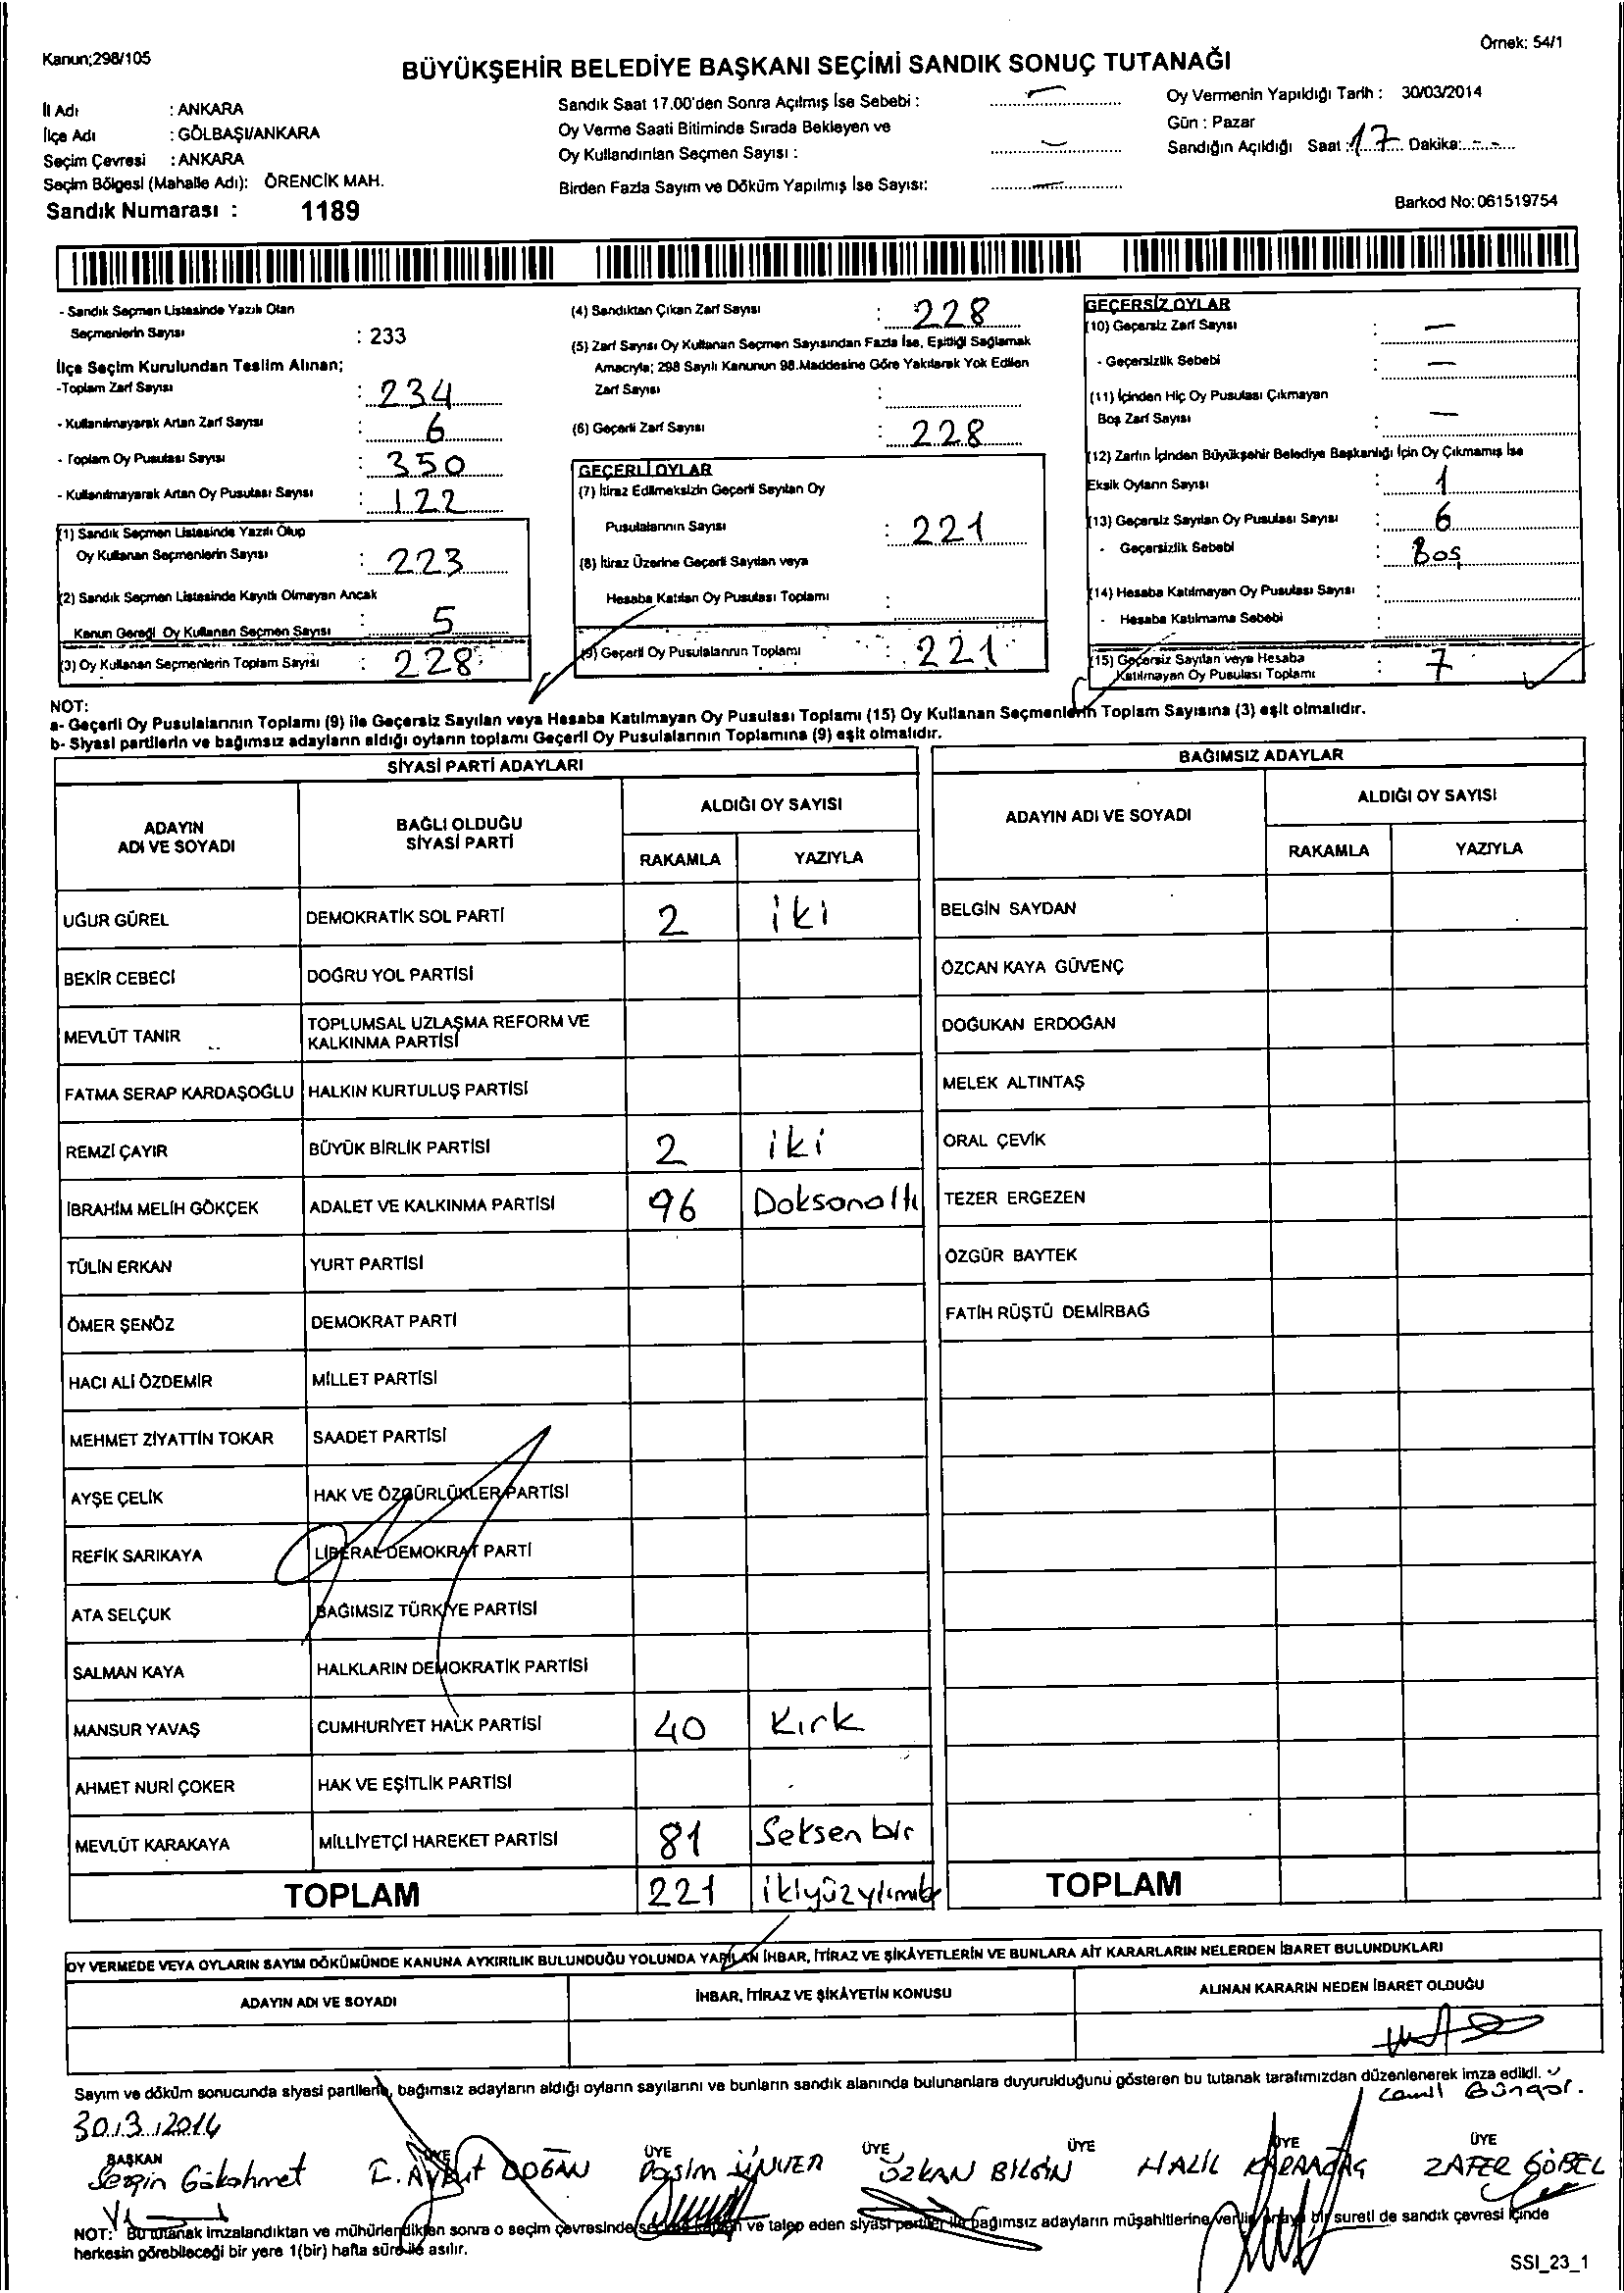 Kanun;298/105
Örnek: 54/1
BÜYÜKŞEHİR BELEDİYE BAŞKANI SEÇİMİ SANDIK SONUÇ TUTANAĞI
İl Adı : ANKARA
İlçe Adı : GÖLBAŞI/ANKARA
Seçim Çevresi : ANKARA
Seçim Bölgesi (Mahalle Adı): ÖRENCİK MAH.
Sandık Numarası : 1189
Sandık Saat 17.00'den Sonra Açılmış İse Sebebi : —
Oy Verme Saati Bitiminde Sırada Bekleyen ve
Oy Kullandırılan Seçmen Sayısı : —
Birden Fazla Sayım ve Döküm Yapılmış İse Sayısı: —
Oy Vermenin Yapıldığı Tarih : 30/03/2014
Gün : Pazar
Sandığın Açıldığı Saat : 17 Dakika: - -
Barkod No: 061519754
- Sandık Seçmen Listesinde Yazılı Olan
Seçmenlerin Sayısı : 233
İlçe Seçim Kurulundan Teslim Alınan;
-Toplam Zarf Sayısı : 234
- Kullanılmayarak Artan Zarf Sayısı : 6
- Toplam Oy Pusulası Sayısı : 350
- Kullanılmayarak Artan Oy Pusulası Sayısı : 122
(1) Sandık Seçmen Listesinde Yazılı Olup
Oy Kullanan Seçmenlerin Sayısı : 223
(2) Sandık Seçmen Listesinde Kayıtlı Olmayan Ancak
Kanun Gereği Oy Kullanan Seçmen Sayısı : 5
(3) Oy Kullanan Seçmenlerin Toplam Sayısı : 228
(4) Sandıktan Çıkan Zarf Sayısı : 228
(5) Zarf Sayısı Oy Kullanan Seçmen Sayısından Fazla İse, Eşitliği Sağlamak
Amacıyla; 298 Sayılı Kanunun 98.Maddesine Göre Yakılarak Yok Edilen
Zarf Sayısı :
(6) Geçerli Zarf Sayısı : 228
GEÇERLİ OYLAR
(7) İtiraz Edilmeksizin Geçerli Sayılan Oy
Pusulalarının Sayısı : 221
(8) İtiraz Üzerine Geçerli Sayılan veya
Hesaba Katılan Oy Pusulası Toplamı :
(9) Geçerli Oy Pusulalarının Toplamı : 221
GEÇERSİZ OYLAR
(10) Geçersiz Zarf Sayısı : —
- Geçersizlik Sebebi : —
(11) İçinden Hiç Oy Pusulası Çıkmayan
Boş Zarf Sayısı : —
(12) Zarfın İçinden Büyükşehir Belediye Başkanlığı İçin Oy Çıkmamış İse
Eksik Oyların Sayısı : 1
(13) Geçersiz Sayılan Oy Pusulası Sayısı : 6
- Geçersizlik Sebebi : Boş
(14) Hesaba Katılmayan Oy Pusulası Sayısı :
- Hesaba Katılmama Sebebi
(15) Geçersiz Sayılan veya Hesaba
Katılmayan Oy Pusulası Toplamı : 7
NOT:
a- Geçerli Oy Pusulalarının Toplamı (9) ile Geçersiz Sayılan veya Hesaba Katılmayan Oy Pusulası Toplamı (15) Oy Kullanan Seçmenlerin Toplam Sayısına (3) eşit olmalıdır.
b- Siyasi partilerin ve bağımsız adayların aldığı oyların toplamı Geçerli Oy Pusulalarının Toplamına (9) eşit olmalıdır.
SİYASİ PARTİ ADAYLARI
ADAYIN ADI VE SOYADI
BAĞLI OLDUĞU SİYASİ PARTİ
ALDIĞI OY SAYISI
RAKAMLA YAZIYLA
UĞUR GÜREL DEMOKRATİK SOL PARTİ 2 iki
BEKİR CEBECİ DOĞRU YOL PARTİSİ
MEVLÜT TANIR TOPLUMSAL UZLAŞMA REFORM VE
KALKINMA PARTİSİ
FATMA SERAP KARDAŞOĞLU HALKIN KURTULUŞ PARTİSİ
REMZİ ÇAYIR BÜYÜK BİRLİK PARTİSİ 2 iki
İBRAHİM MELİH GÖKÇEK ADALET VE KALKINMA PARTİSİ 96 Doksanaltı
TÜLİN ERKAN YURT PARTİSİ
ÖMER ŞENÖZ DEMOKRAT PARTİ
HACI ALİ ÖZDEMİR MİLLET PARTİSİ
MEHMET ZİYATTİN TOKAR SAADET PARTİSİ
AYŞE ÇELİK HAK VE ÖZGÜRLÜKLER PARTİSİ
REFİK SARIKAYA LİBERAL DEMOKRAT PARTİ
ATA SELÇUK BAĞIMSIZ TÜRKİYE PARTİSİ
SALMAN KAYA HALKLARIN DEMOKRATİK PARTİSİ
MANSUR YAVAŞ CUMHURİYET HALK PARTİSİ 40 Kırk
AHMET NURİ ÇOKER HAK VE EŞİTLİK PARTİSİ
MEVLÜT KARAKAYA MİLLİYETÇİ HAREKET PARTİSİ 81 Seksen bir
TOPLAM 221
BAĞIMSIZ ADAYLAR
ADAYIN ADI VE SOYADI
ALDIĞI OY SAYISI
RAKAMLA YAZIYLA
BELGİN SAYDAN
ÖZCAN KAYA GÜVENÇ
DOĞUKAN ERDOĞAN
MELEK ALTINTAŞ
ORAL ÇEVİK
TEZER ERGEZEN
ÖZGÜR BAYTEK
FATİH RÜŞTÜ DEMİRBAĞ
TOPLAM
OY VERMEDE VEYA OYLARIN SAYIM DÖKÜMÜNDE KANUNA AYKIRILIK BULUNDUĞU YOLUNDA YAPILAN İHBAR, İTİRAZ VE ŞİKÂYETLERİN VE BUNLARA AİT KARARLARIN NELERDEN İBARET BULUNDUKLARI
ADAYIN ADI VE SOYADI İHBAR, İTİRAZ VE ŞİKÂYETİN KONUSU ALINAN KARARIN NEDEN İBARET OLDUĞU
Sayım ve döküm sonucunda siyasi partilerin, bağımsız adayların aldığı oyların sayılarını ve bunların sandık alanında bulunanlara duyurulduğunu gösteren bu tutanak tarafımızdan düzenlenerek imza edildi.
30.3.2014
BAŞKAN ÜYE ÜYE ÜYE ÜYE ÜYE ÜYE
DOĞAN ÖZKAN BİLGİN HALİL KARAAĞAÇ ZAFER GÖBEL
NOT: Bu tutanak imzalandıktan ve mühürlendikten sonra o seçim çevresinde ve talep eden siyasi partiler ile bağımsız adayların müşahitlerine bir sureti de sandık çevresi içinde
herkesin görebileceği bir yere 1(bir) hafta süre ile asılır.
SSI_23_1